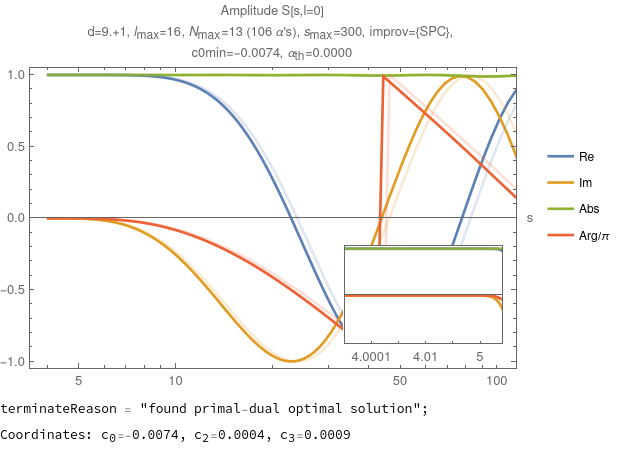 Amplitude S[s,l=0]
d=9.+1, lmax=16, Nmax=13 (106 α's), smax=300, improv={SPC},
c0min=-0.0074, αth=0.0000
1.0
0.5
0.0
-0.5
-1.0
5
10
50
100
s
Re
Im
Abs
Arg/π
4.0001
4.01
5
terminateReason = "found primal-dual optimal solution";
Coordinates: c0=-0.0074, c2=0.0004, c3=0.0009